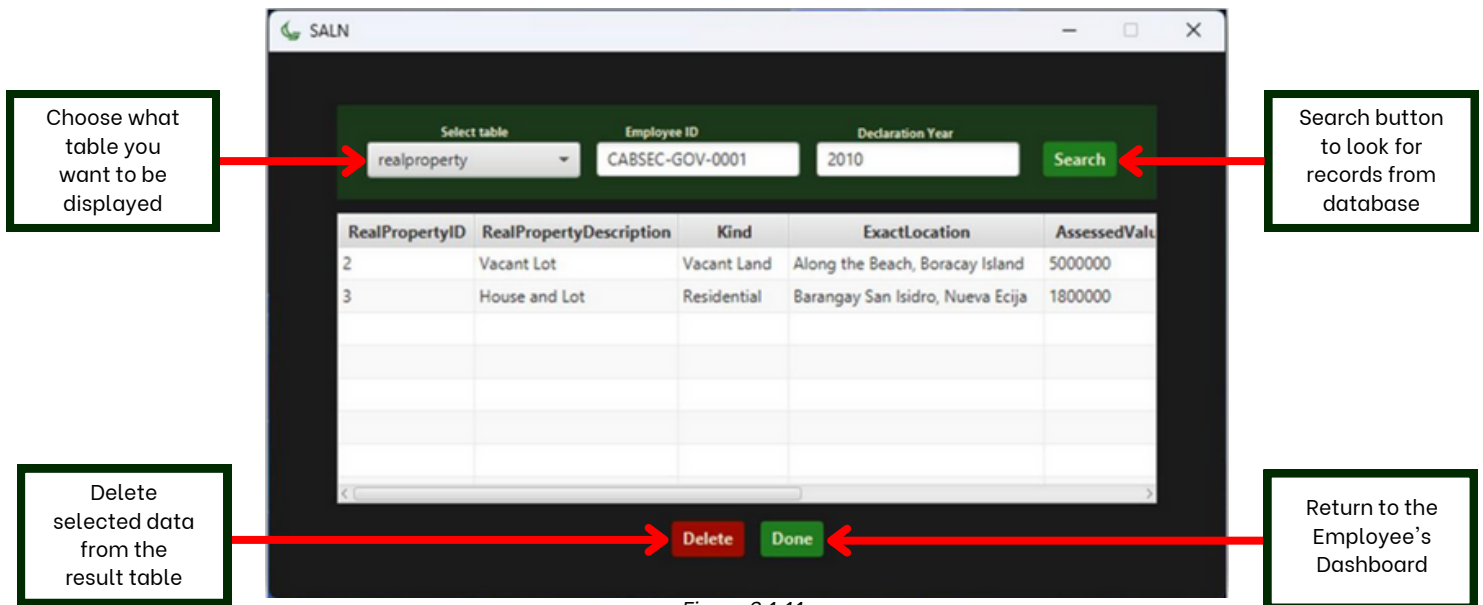 SALN
Choose what
table you
want to be
displayed
Select table
Employee ID
Declaration Year
realproperty
CABSEC-GOV-0001
2010
Search
Search button
to look for
records from
database
RealPropertyID RealPropertyDescription Kind ExactLocation AssessedValu
2 Vacant Lot Vacant Land Along the Beach, Boracay Island 5000000
3 House and Lot Residential Barangay San Isidro, Nueva Ecija 1800000
Delete
selected data
from the
result table
Delete
Done
Return to the
Employee's
Dashboard